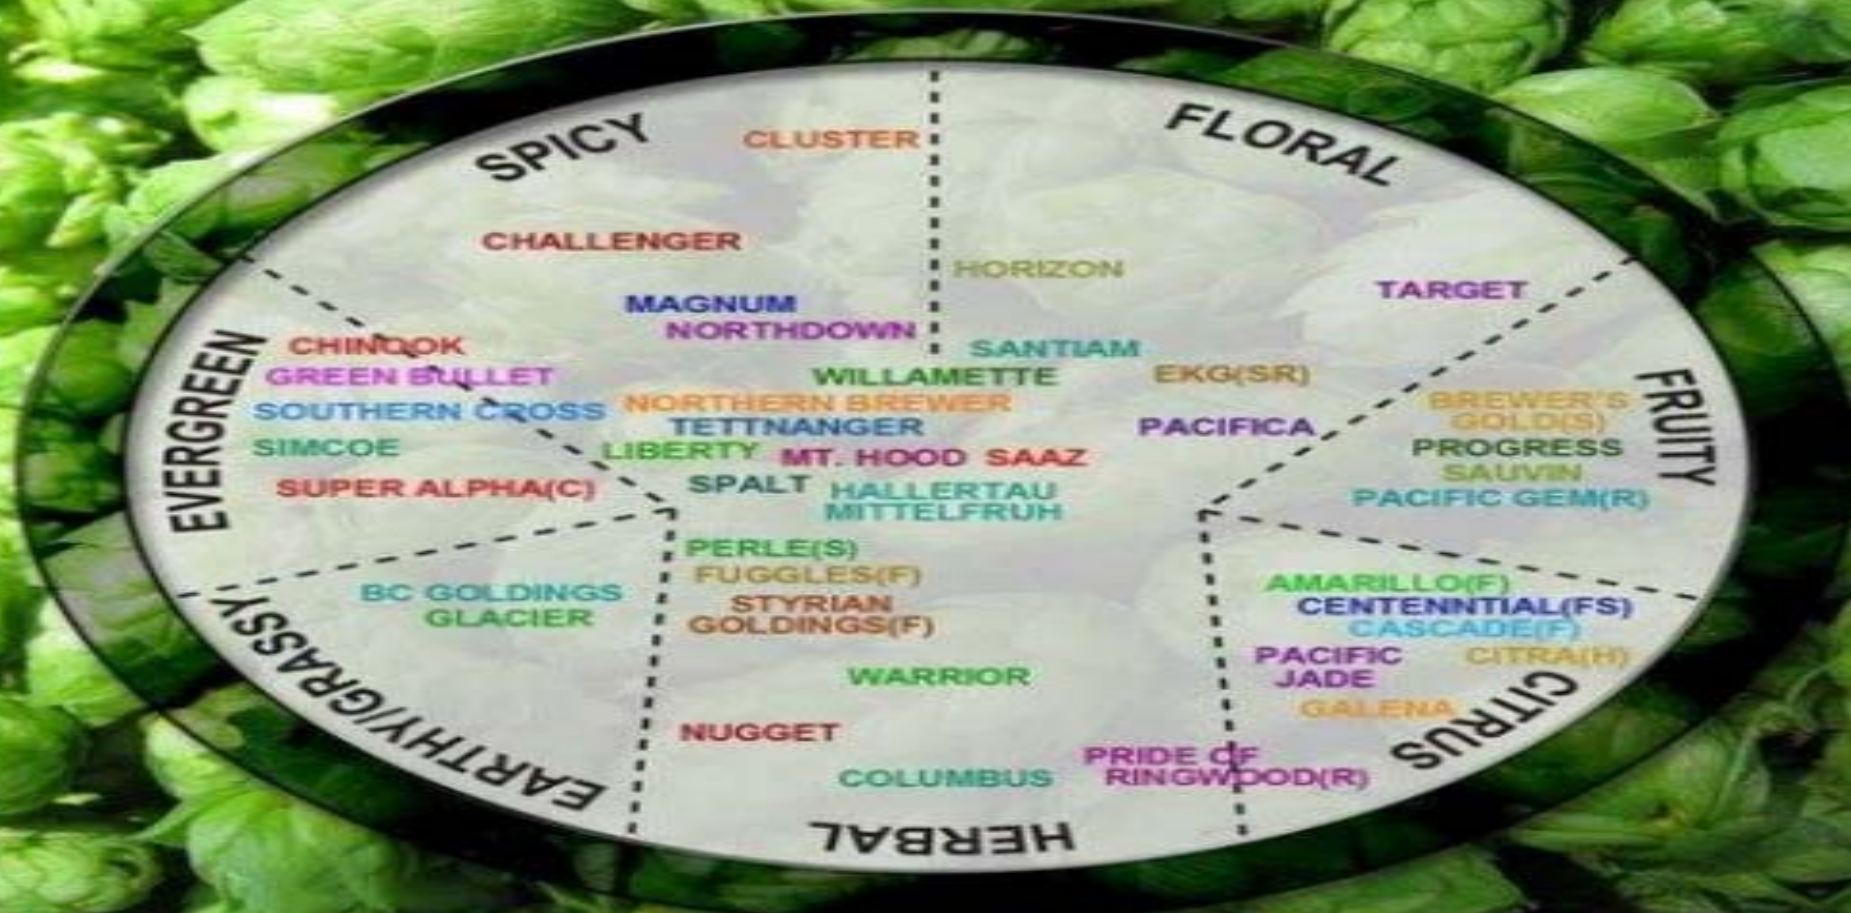 SPICY
CLUSTER
FLORAL
CHALLENGER
HORIZON
TARGET
MAGNUM
NORTHDOWN
SANTIAM
WILLAMETTE
EKG(SR)
EVERGREEN
CHINOOK
GREEN BULLET
SOUTHERN CROSS
SIMCOE
SUPER ALPHA(C)
NORTHERN BREWER
TETTNANGER
PACIFICA
LIBERTY MT. HOOD SAAZ
SPALT HALLERTAU
MITTELFRUH
FRUITY
BREWER'S
GOLD(S)
PROGRESS
SAUVIN
PACIFIC GEM(R)
PERLE(S)
FUGGLES(F)
STYRIAN
GOLDINGS(F)
WARRIOR
NUGGET
COLUMBUS
PRIDE OF
RINGWOOD(R)
HERBAL
BC GOLDINGS
GLACIER
EARTHY/GRASSY
AMARILLO(F)
CENTENNTIAL(FS)
CASCADE(F)
PACIFIC
JADE
CITRA(H)
GALENA
CITRUS